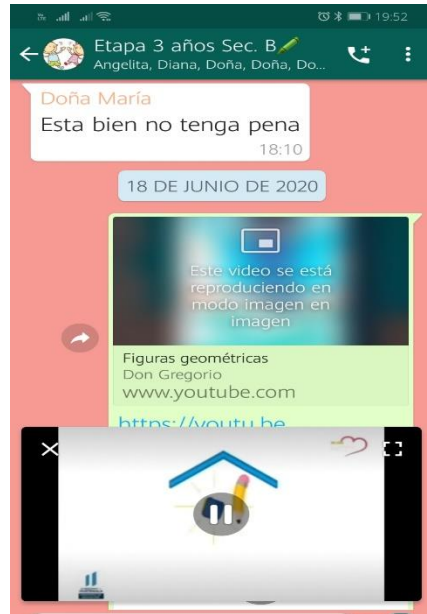 19:52
Etapa 3 años Sec. B
Angelita, Diana, Doña, Doña, Do...
Doña María
Esta bien no tenga pena
18:10
18 DE JUNIO DE 2020
Este video se está
reproduciendo en
modo imagen en
imagen
Figuras geométricas
Don Gregorio
www.youtube.com
https://youtu.be